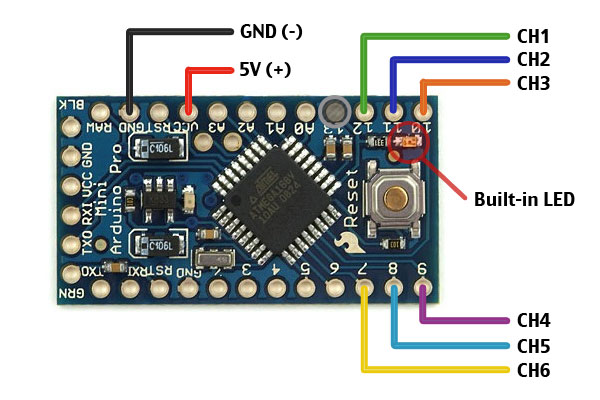 GND (-)
5V (+)
CH1
CH2
CH3
Built-in LED
CH4
CH5
CH6
BLK
RAW
GND
RST
VCC
A3
A2
A1
A0
13
12
11
10
GND
VCC
RXI
TXO
Mini
Arduino Pro
C106L
C106L
Reset
GRN
TXO
RXI
RST
GND
2
3
4
5
6
7
8
9